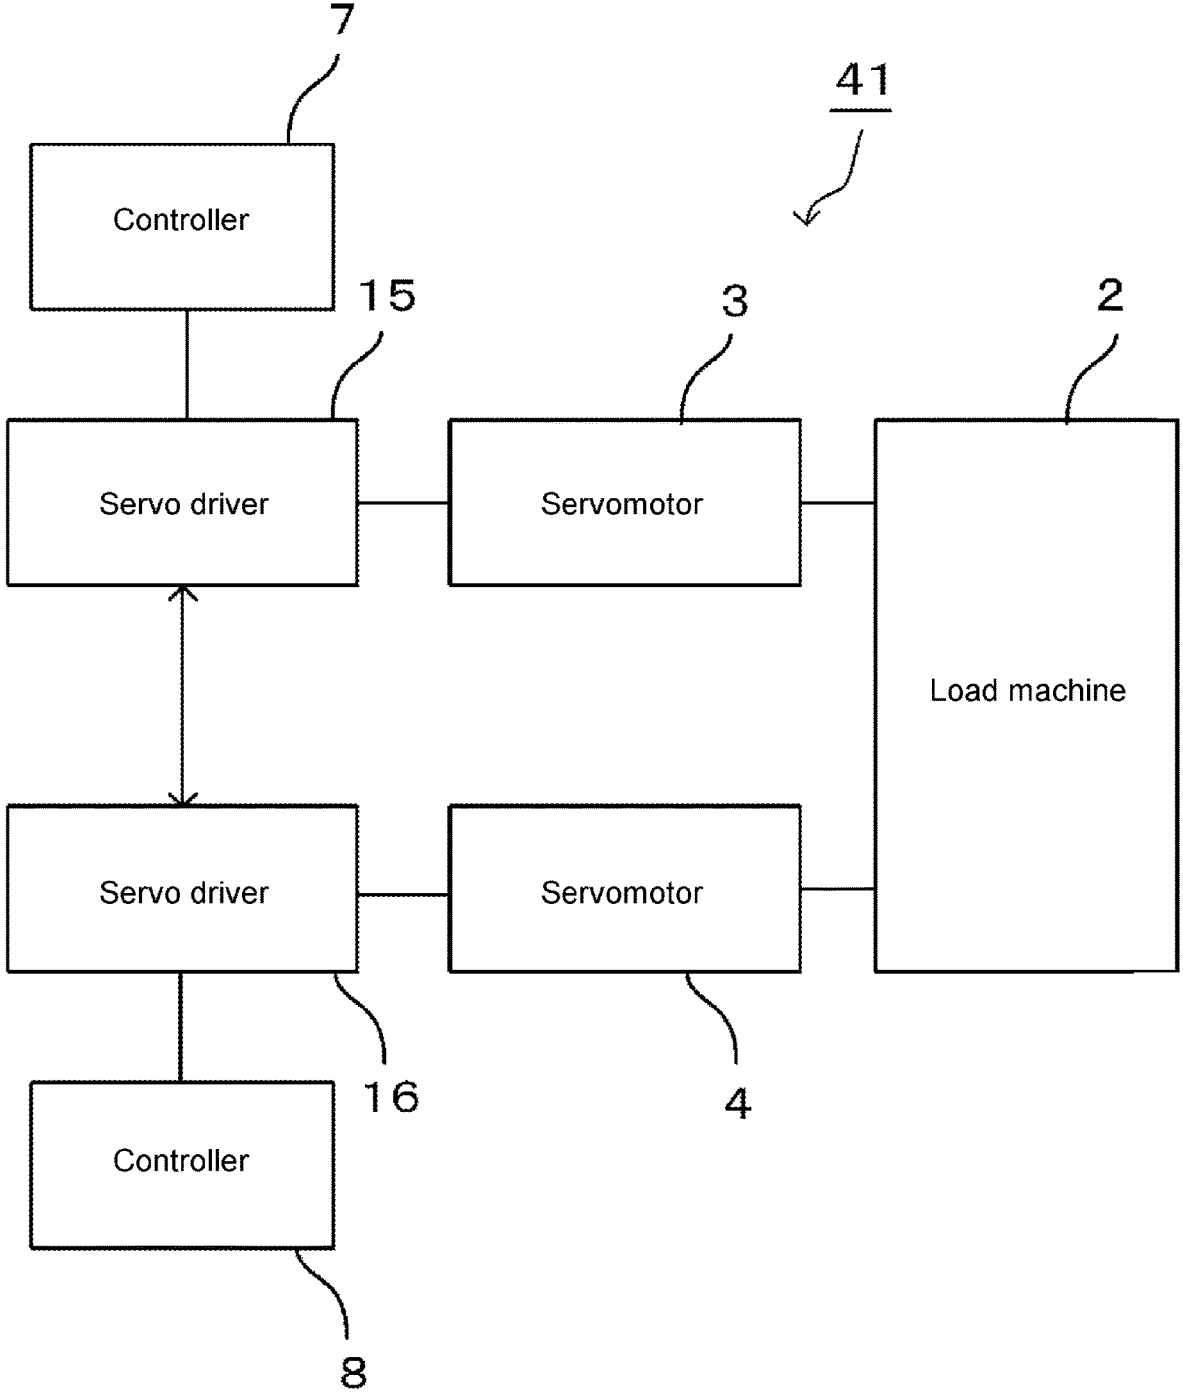 7
41
Controller
15
3
2
Servo driver
Servomotor
Load machine
Servo driver
Servomotor
16
4
Controller
8